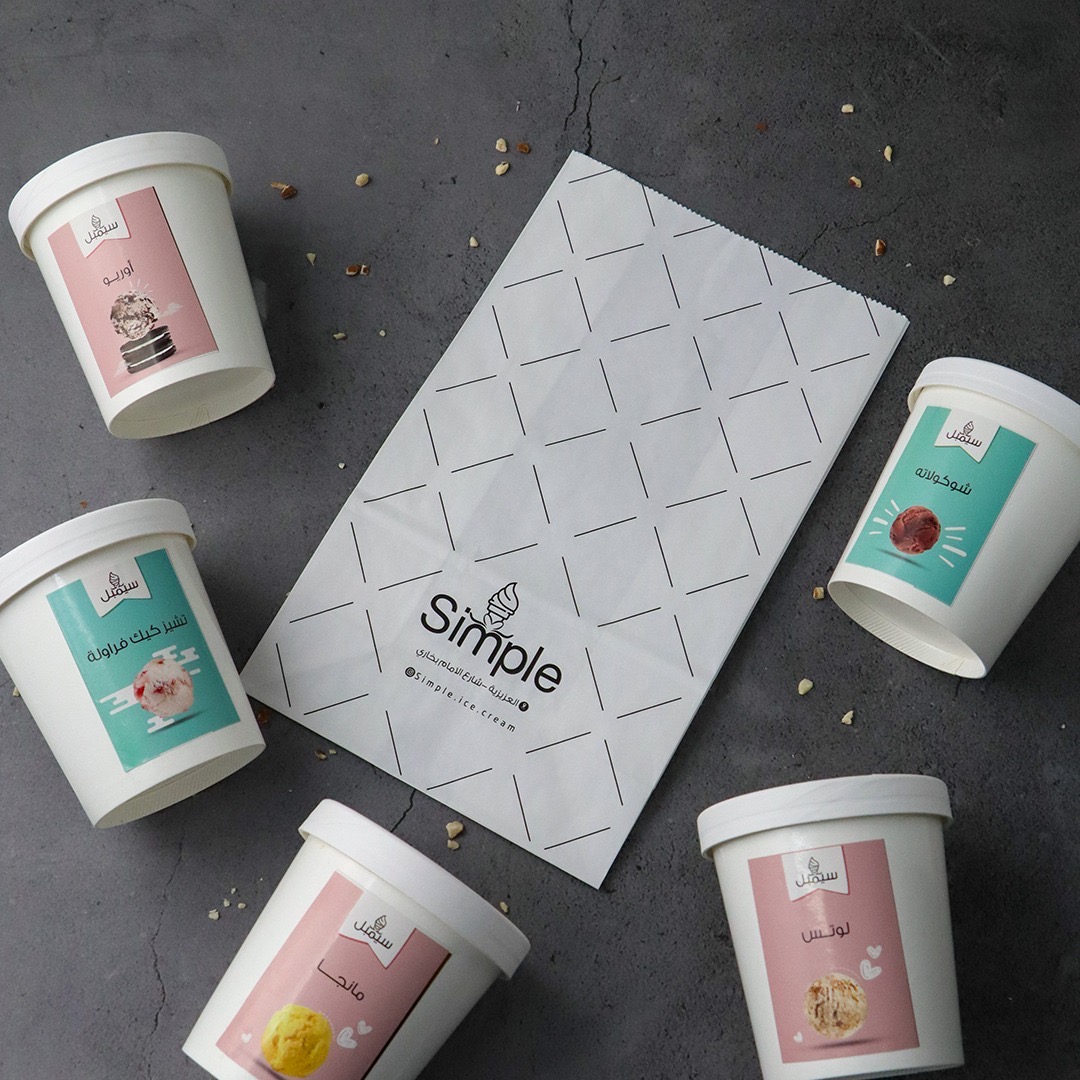 سيمبل
أوريو
سيمبل
شوكولاته
سيمبل
تشيز كيك فراولة
Simple
العزيزية - شارع الامام بخاري
Simple.ice.cream
سيمبل
مانجا
سيمبل
لوتس